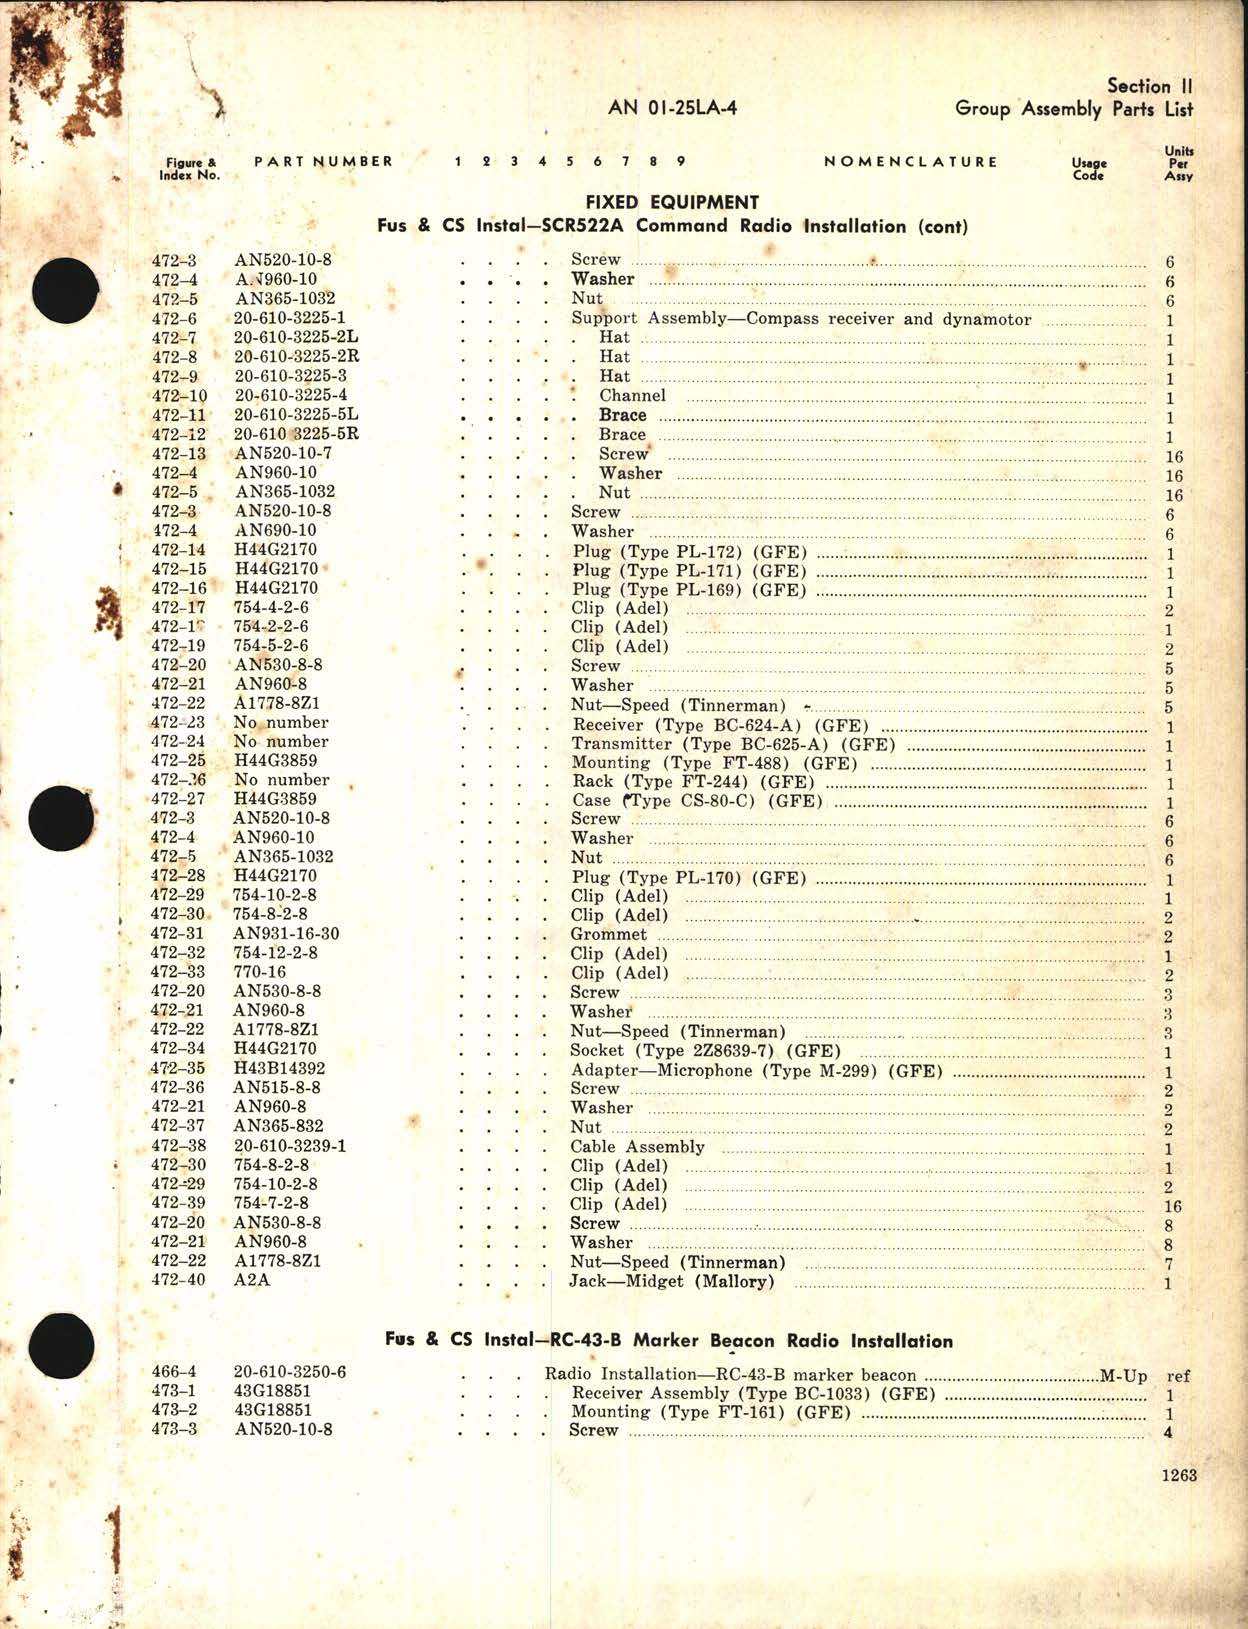 Section II
AN 01-25LA-4 Group Assembly Parts List
Figure & Index No. PART NUMBER 1 2 3 4 5 6 7 8 9 NOMENCLATURE Usage Code Units Per Assy
FIXED EQUIPMENT
Fus & CS Instal—SCR522A Command Radio Installation (cont)
472-3 AN520-10-8 . . . . Screw 6
472-4 AN960-10 . . . . Washer 6
472-5 AN365-1032 . . . . Nut 6
472-6 20-610-3225-1 . . . . Support Assembly—Compass receiver and dynamotor 1
472-7 20-610-3225-2L . . . . . Hat 1
472-8 20-610-3225-2R . . . . . Hat 1
472-9 20-610-3225-3 . . . . . Hat 1
472-10 20-610-3225-4 . . . . . Channel 1
472-11 20-610-3225-5L . . . . . Brace 1
472-12 20-610 3225-5R . . . . . Brace 1
472-13 AN520-10-7 . . . . . Screw 16
472-4 AN960-10 . . . . . Washer 16
472-5 AN365-1032 . . . . . Nut 16
472-3 AN520-10-8 . . . . Screw 6
472-4 AN690-10 . . . . Washer 6
472-14 H44G2170 . . . . Plug (Type PL-172) (GFE) 1
472-15 H44G2170 . . . . Plug (Type PL-171) (GFE) 1
472-16 H44G2170 . . . . Plug (Type PL-169) (GFE) 1
472-17 754-4-2-6 . . . . Clip (Adel) 2
754-2-2-6 . . . . Clip (Adel) 1
472-19 754-5-2-6 . . . . Clip (Adel) 2
472-20 AN530-8-8 . . . . Screw 5
472-21 AN960-8 . . . . Washer 5
472-22 A1778-8Z1 . . . . Nut—Speed (Tinnerman) 5
472-23 No number . . . . Receiver (Type BC-624-A) (GFE) 1
472-24 No number . . . . Transmitter (Type BC-625-A) (GFE) 1
472-25 H44G3859 . . . . Mounting (Type FT-488) (GFE) 1
472-26 No number . . . . Rack (Type FT-244) (GFE) 1
472-27 H44G3859 . . . . Case (Type CS-80-C) (GFE) 1
472-3 AN520-10-8 . . . . Screw 6
472-4 AN960-10 . . . . Washer 6
472-5 AN365-1032 . . . . Nut 6
472-28 H44G2170 . . . . Plug (Type PL-170) (GFE) 1
472-29 754-10-2-8 . . . . Clip (Adel) 1
472-30 754-8-2-8 . . . . Clip (Adel) 2
472-31 AN931-16-30 . . . . Grommet 2
472-32 754-12-2-8 . . . . Clip (Adel) 1
472-33 770-16 . . . . Clip (Adel) 2
472-20 AN530-8-8 . . . . Screw 3
472-21 AN960-8 . . . . Washer 3
472-22 A1778-8Z1 . . . . Nut—Speed (Tinnerman) 3
472-34 H44G2170 . . . . Socket (Type 2Z8639-7) (GFE) 1
472-35 H43B14392 . . . . Adapter—Microphone (Type M-299) (GFE) 1
472-36 AN515-8-8 . . . . Screw 2
472-21 AN960-8 . . . . Washer 2
472-37 AN365-832 . . . . Nut 2
472-38 20-610-3239-1 . . . . Cable Assembly 1
472-30 754-8-2-8 . . . . Clip (Adel) 1
472-29 754-10-2-8 . . . . Clip (Adel) 2
472-39 754-7-2-8 . . . . Clip (Adel) 16
472-20 AN530-8-8 . . . . Screw 8
472-21 AN960-8 . . . . Washer 8
472-22 A1778-8Z1 . . . . Nut—Speed (Tinnerman) 7
472-40 A2A . . . . Jack—Midget (Mallory) 1
Fus & CS Instal—RC-43-B Marker Beacon Radio Installation
466-4 20-610-3250-6 . . . Radio Installation—RC-43-B marker beacon M-Up ref
473-1 43G18851 . . . . Receiver Assembly (Type BC-1033) (GFE) 1
473-2 43G18851 . . . . Mounting (Type FT-161) (GFE) 1
473-3 AN520-10-8 . . . . Screw 4
1263